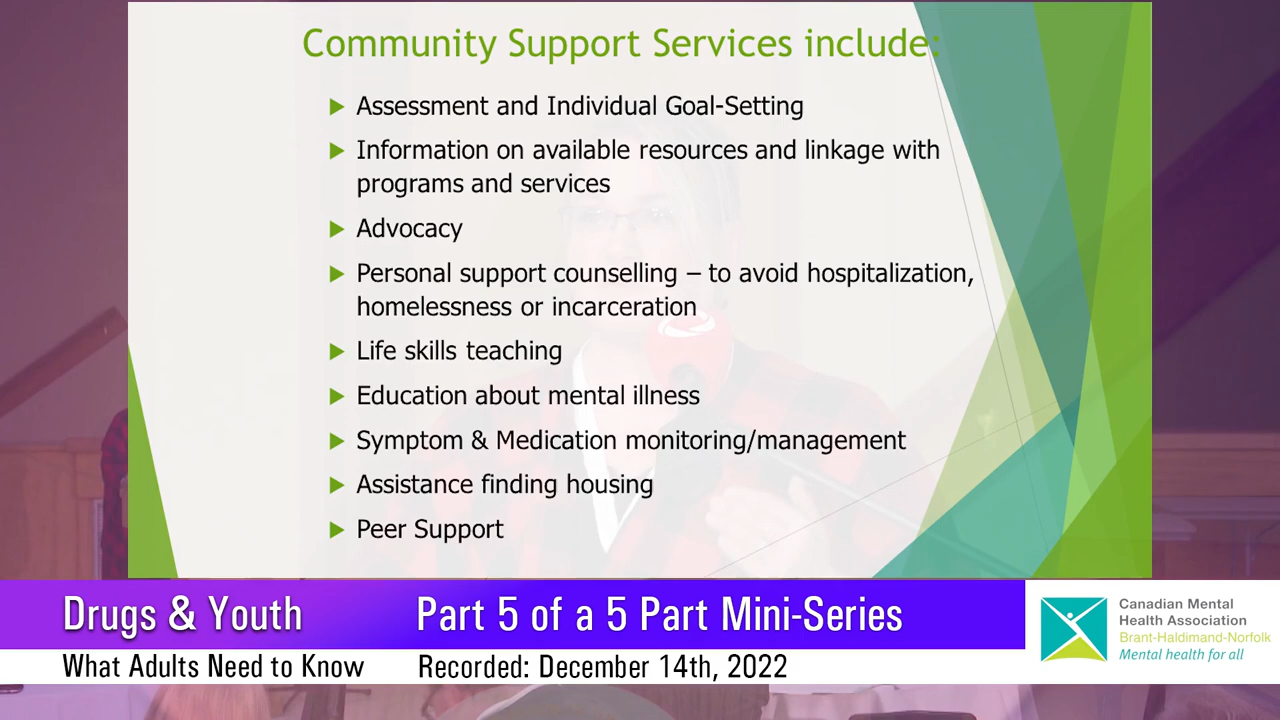 Community Support Services include:
Assessment and Individual Goal-Setting
Information on available resources and linkage with
programs and services
Advocacy
Personal support counselling – to avoid hospitalization,
homelessness or incarceration
Life skills teaching
Education about mental illness
Symptom & Medication monitoring/management
Assistance finding housing
Peer Support
Drugs & Youth
Part 5 of a 5 Part Mini-Series
What Adults Need to Know
Recorded: December 14th, 2022
Canadian Mental
Health Association
Brant-Haldimand-Norfolk
Mental health for all